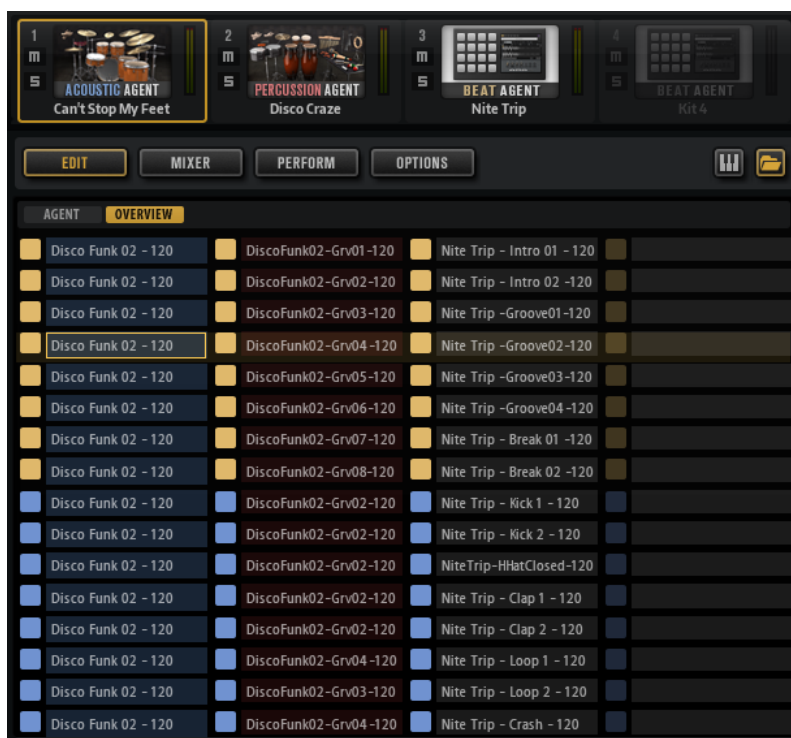 1 2 3 4
m m m m
S S S S
ACOUSTIC AGENT PERCUSSION AGENT BEAT AGENT BEAT AGENT
Can't Stop My Feet Disco Craze Nite Trip Kit 4
EDIT MIXER PERFORM OPTIONS
AGENT OVERVIEW
Disco Funk 02 - 120 DiscoFunk02-Grv01-120 Nite Trip - Intro 01 - 120
Disco Funk 02 - 120 DiscoFunk02-Grv02-120 Nite Trip - Intro 02 -120
Disco Funk 02 - 120 DiscoFunk02-Grv03-120 Nite Trip -Groove01-120
Disco Funk 02 - 120 DiscoFunk02-Grv04-120 Nite Trip -Groove02-120
Disco Funk 02 - 120 DiscoFunk02-Grv05-120 Nite Trip -Groove03-120
Disco Funk 02 - 120 DiscoFunk02-Grv06-120 Nite Trip -Groove04-120
Disco Funk 02 - 120 DiscoFunk02-Grv07-120 Nite Trip - Break 01 -120
Disco Funk 02 - 120 DiscoFunk02-Grv08-120 Nite Trip - Break 02 -120
Disco Funk 02 - 120 DiscoFunk02-Grv02-120 Nite Trip - Kick 1 - 120
Disco Funk 02 - 120 DiscoFunk02-Grv02-120 Nite Trip - Kick 2 - 120
Disco Funk 02 - 120 DiscoFunk02-Grv02-120 NiteTrip-HHatClosed-120
Disco Funk 02 - 120 DiscoFunk02-Grv02-120 Nite Trip - Clap 1 - 120
Disco Funk 02 - 120 DiscoFunk02-Grv02-120 Nite Trip - Clap 2 - 120
Disco Funk 02 - 120 DiscoFunk02-Grv04-120 Nite Trip - Loop 1 - 120
Disco Funk 02 - 120 DiscoFunk02-Grv03-120 Nite Trip - Loop 2 - 120
Disco Funk 02 - 120 DiscoFunk02-Grv04-120 Nite Trip - Crash - 120